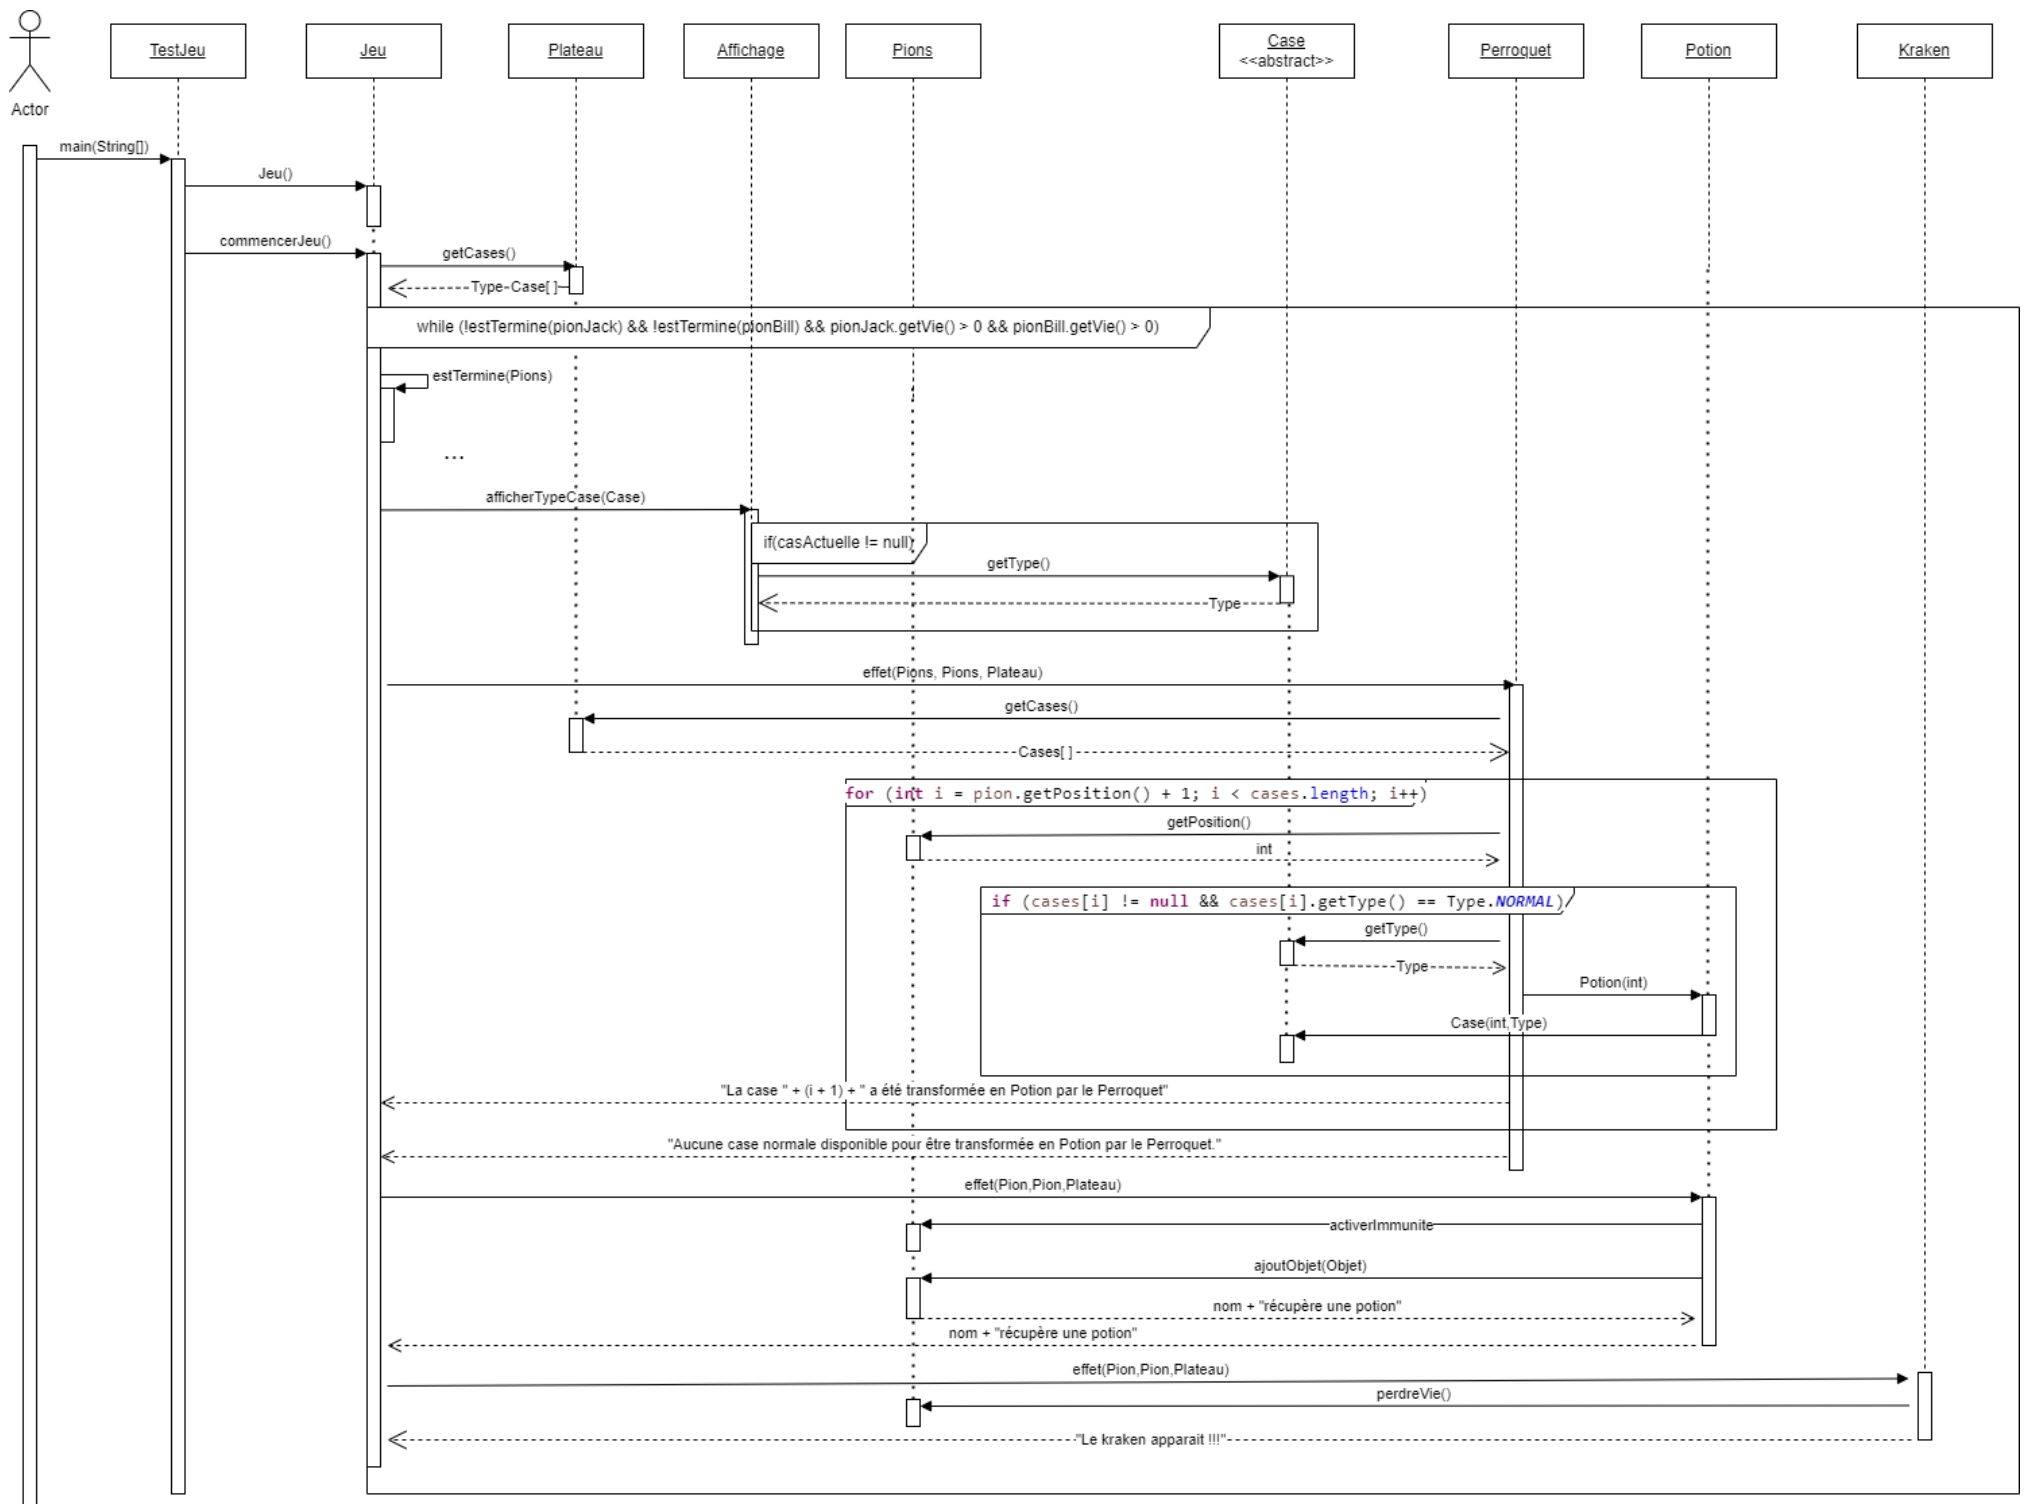 TestJeu
Jeu
Plateau
Affichage
Pions
Case
<<abstract>>
Perroquet
Potion
Kraken
Actor
main(String[])
Jeu()
commencerJeu()
getCases()
Type-Case[ ]
while (!estTermine(pionJack) && !estTermine(pionBill) && pionJack.getVie() > 0 && pionBill.getVie() > 0)
estTermine(Pions)
...
afficherTypeCase(Case)
if(casActuelle != null)
getType()
Type
effet(Pions, Pions, Plateau)
getCases()
Cases[ ]
for (int i = pion.getPosition() + 1; i < cases.length; i++)
getPosition()
int
if (cases[i] != null && cases[i].getType() == Type.NORMAL)
getType()
Type
Potion(int)
Case(int,Type)
"La case " + (i + 1) + " a été transformée en Potion par le Perroquet"
"Aucune case normale disponible pour être transformée en Potion par le Perroquet."
effet(Pion,Pion,Plateau)
activerImmunite
ajoutObjet(Objet)
nom + "récupère une potion"
nom + "récupère une potion"
effet(Pion,Pion,Plateau)
perdreVie()
"Le kraken apparait !!!"